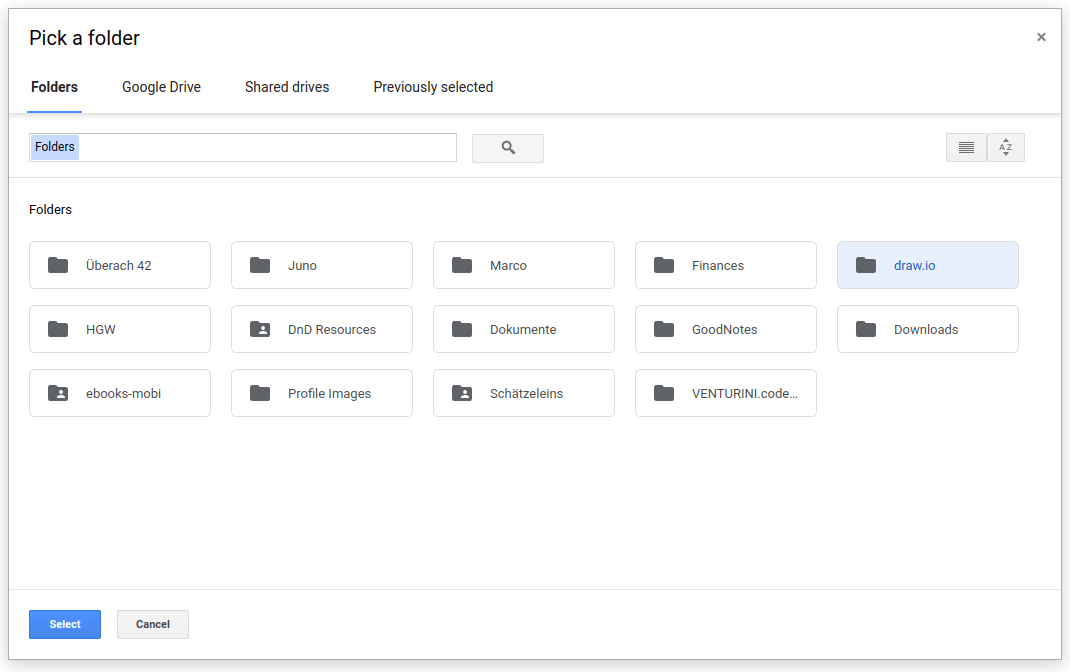 Pick a folder
Folders Google Drive Shared drives Previously selected
Folders
AZ
Folders
Überach 42 Juno Marco Finances draw.io
HGW DnD Resources Dokumente GoodNotes Downloads
ebooks-mobi Profile Images Schätzeleins VENTURINI.code...
Select Cancel